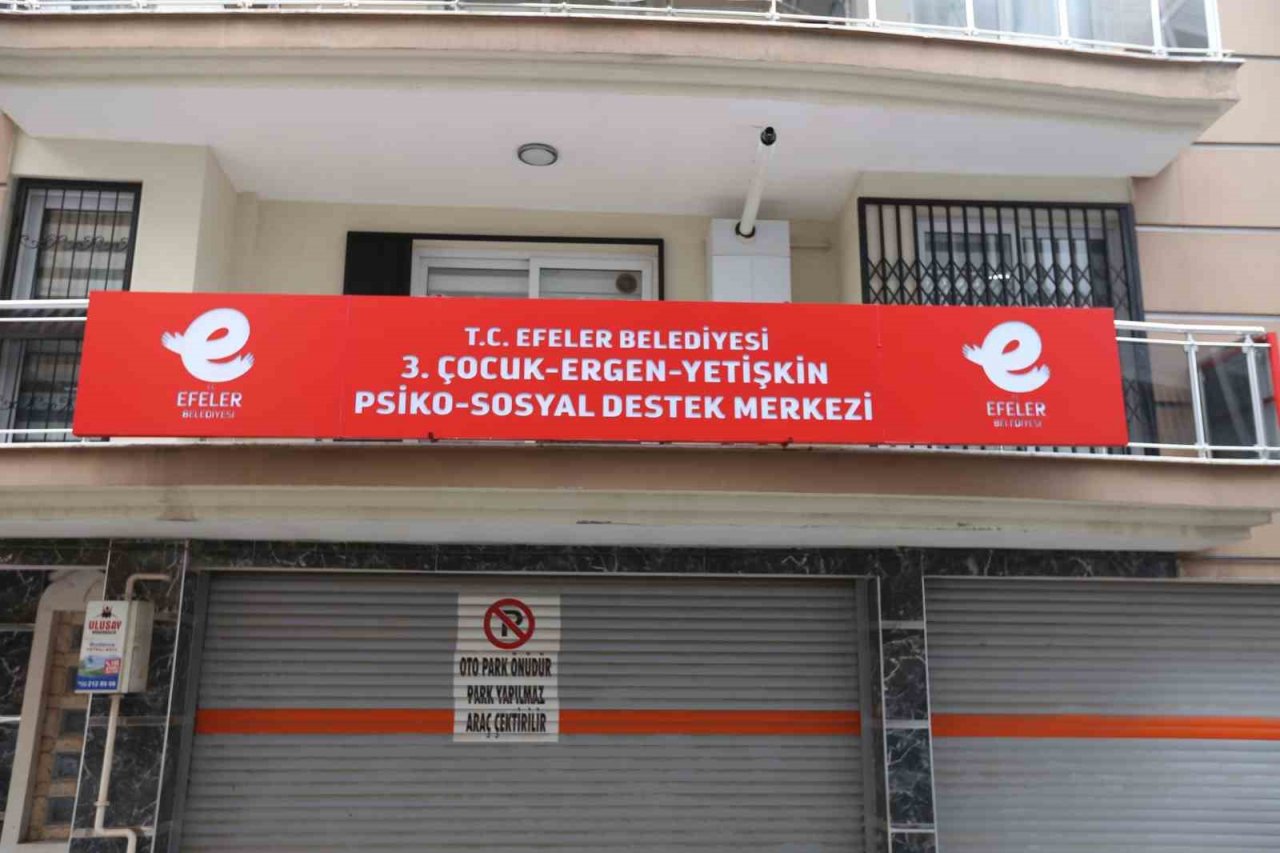 T.C. EFELER BELEDİYESİ
3. ÇOCUK-ERGEN-YETİŞKİN
PSİKO-SOSYAL DESTEK MERKEZİ
e
T.C.
EFELER
BELEDİYESİ
e
EFELER
BELEDİYESİ
P
OTO PARK ÖNÜDÜR
PARK YAPILMAZ
ARAÇ ÇEKTİRİLİR
ULUSAY